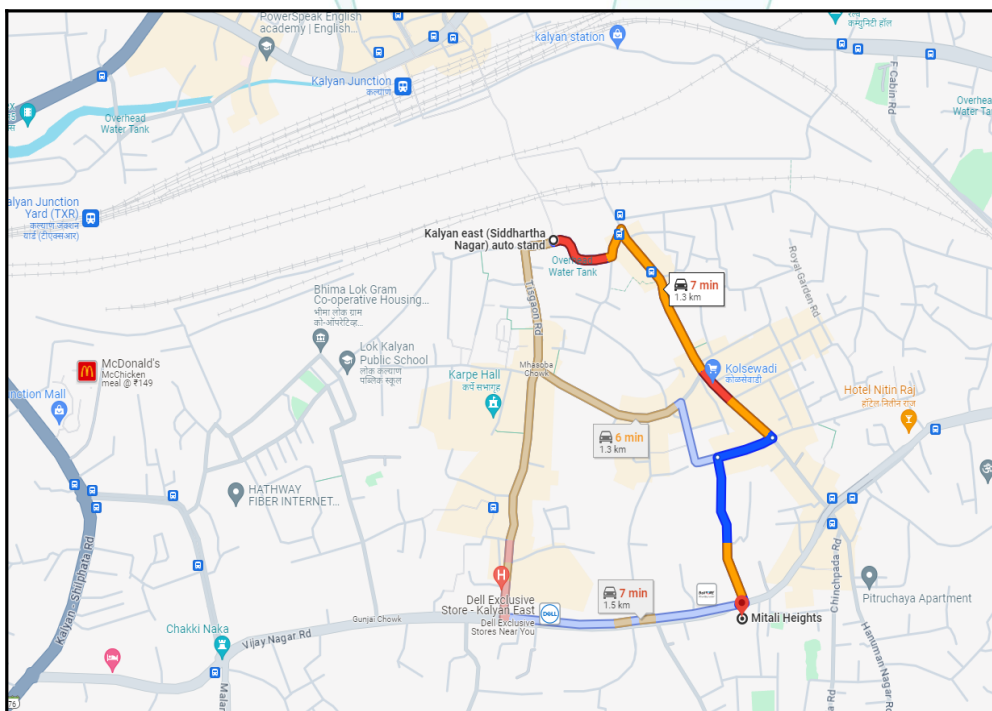 PowerSpeak English
academy | English...
kalyan station
कम्युनिटी हॉल
Kalyan Junction
कल्याण
Overhead
Water Tank
F Cabin Rd
Overhead
Water Tank
alyan Junction
Yard (TXR)
कल्याण जंक्शन
यार्ड (टीएक्सआर)
Kalyan east (Siddhartha
Nagar) auto stand
Overhead
Water Tank
Royal Garden Rd
7 min
1.3 km
Tisgaon Rd
Bhima Lok Gram
Co-operative Housing...
भीमा लोक ग्राम
को-ऑपरेटिव्ह...
Lok Kalyan
Public School
लोक कल्याण
पब्लिक स्कूल
Mhasoba
Chowk
McDonald's
McChicken
meal @ ₹149
Karpe Hall
कर्पे सभागृह
Kolsewadi
कोळसेवाडी
nction Mall
Hotel Nitin Raj
हॉटेल नितीन राज
6 min
1.3 km
HATHWAY
FIBER INTERNET...
Kalyan - Shilphata Rd
Chinchpada Rd
Dell Exclusive
Store - Kalyan East
Dell Exclusive
Stores Near You
DELL
7 min
1.5 km
Pitruchaya Apartment
Mitali Heights
Gunjai Chowk
Vijay Nagar Rd
Chakki Naka
Hanuman Nagar Rd
Malan
a Rd
76